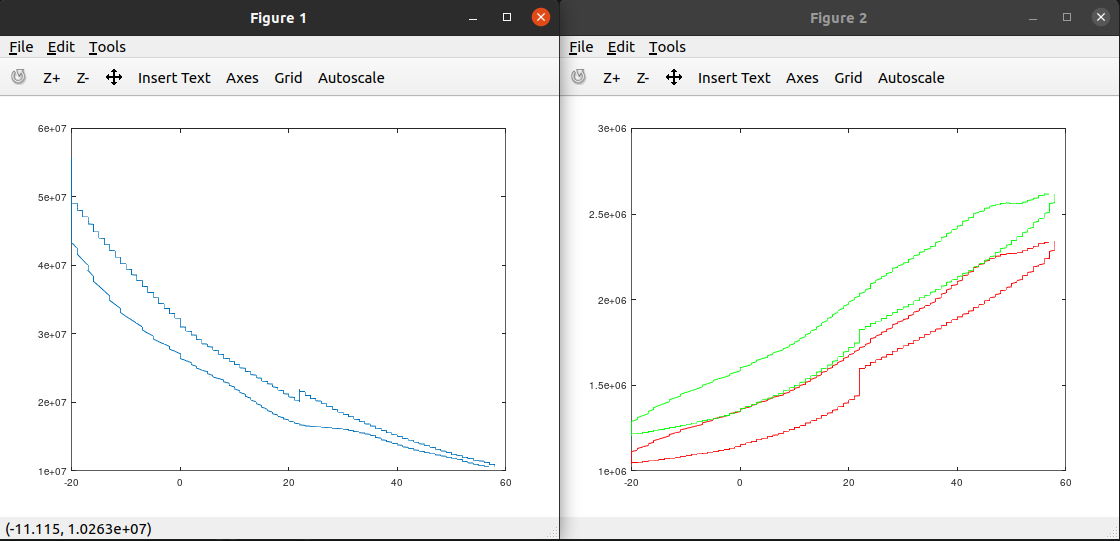 Figure 1
File Edit Tools
Z+ Z- Insert Text Axes Grid Autoscale
6e+07
5e+07
4e+07
3e+07
2e+07
1e+07
-20 0 20 40 60
(-11.115, 1.0263e+07)
Figure 2
File Edit Tools
Z+ Z- Insert Text Axes Grid Autoscale
3e+06
2.5e+06
2e+06
1.5e+06
1e+06
-20 0 20 40 60